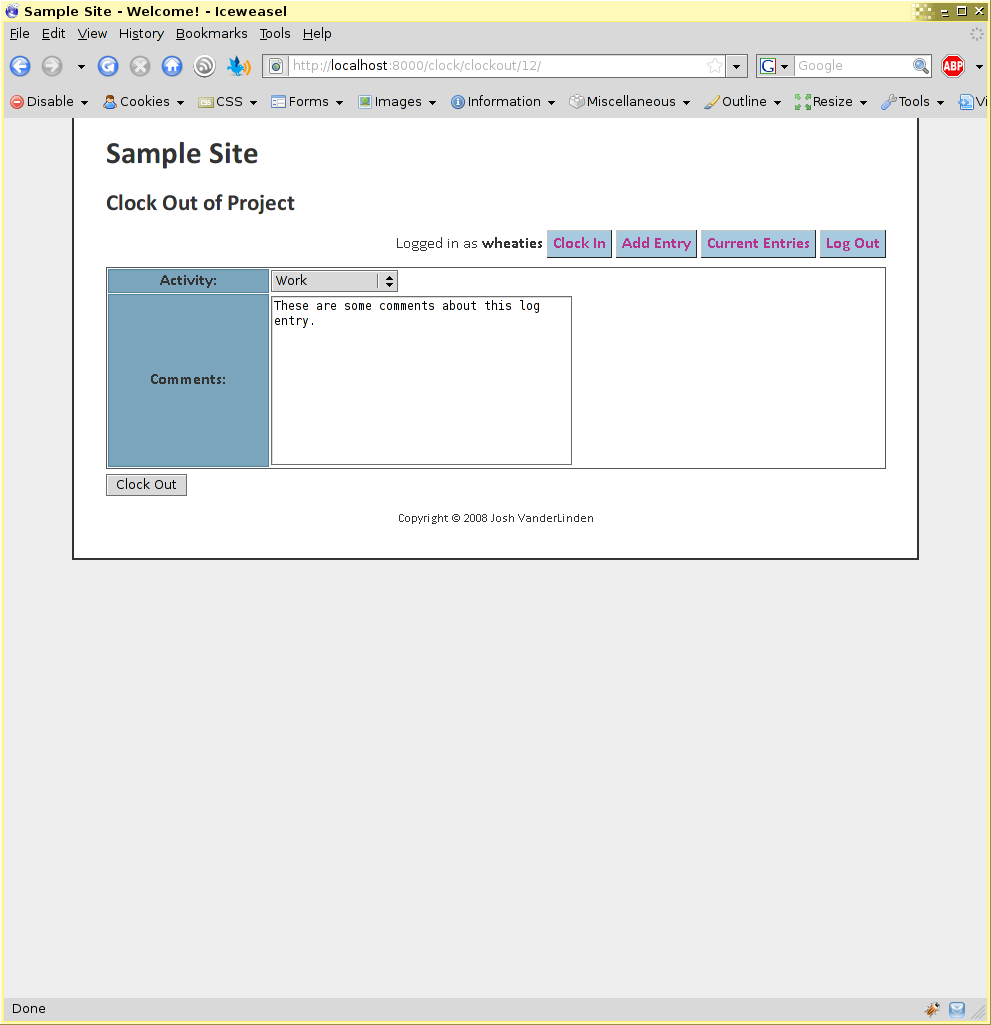 Sample Site - Welcome! - Iceweasel
File Edit View History Bookmarks Tools Help
http://localhost:8000/clock/clockout/12/ G Google ABP
Disable Cookies CSS Forms Images Information Miscellaneous Outline Resize Tools Vi
Sample Site
Clock Out of Project
Logged in as wheaties Clock In Add Entry Current Entries Log Out
Activity: Work
These are some comments about this log
entry.
Comments:
Clock Out
Copyright © 2008 Josh VanderLinden
Done